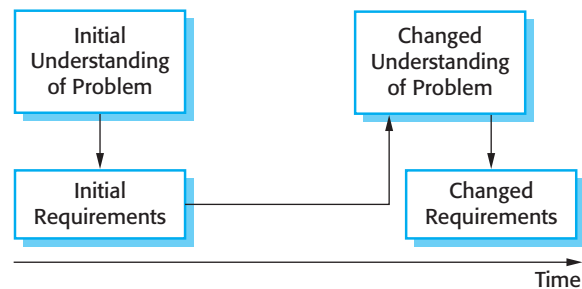 Initial
Understanding
of Problem
Changed
Understanding
of Problem
Initial
Requirements
Changed
Requirements
Time